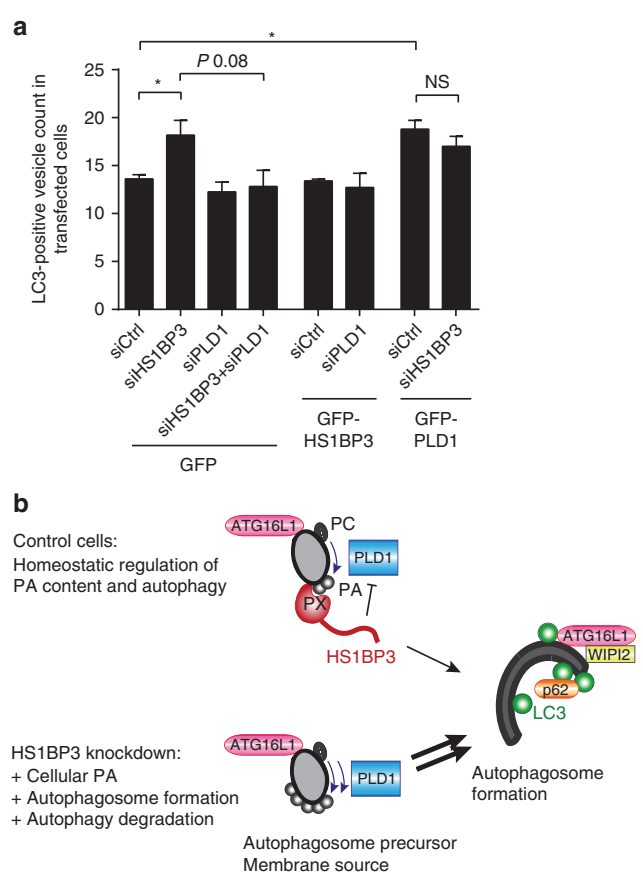 a
*
P 0.08
NS
*
LC3-positive vesicle count in
transfected cells
25
20
15
10
5
0
siCtrl
siHS1BP3
siPLD1
siHS1BP3+siPLD1
siCtrl
siPLD1
siCtrl
siHS1BP3
GFP
GFP-
HS1BP3
GFP-
PLD1
b
Control cells:
Homeostatic regulation of
PA content and autophagy
ATG16L1
PC
PLD1
PA
PX
HS1BP3
ATG16L1
WIPI2
p62
LC3
Autophagosome
formation
HS1BP3 knockdown:
+ Cellular PA
+ Autophagosome formation
+ Autophagy degradation
ATG16L1
PLD1
Autophagosome precursor
Membrane source